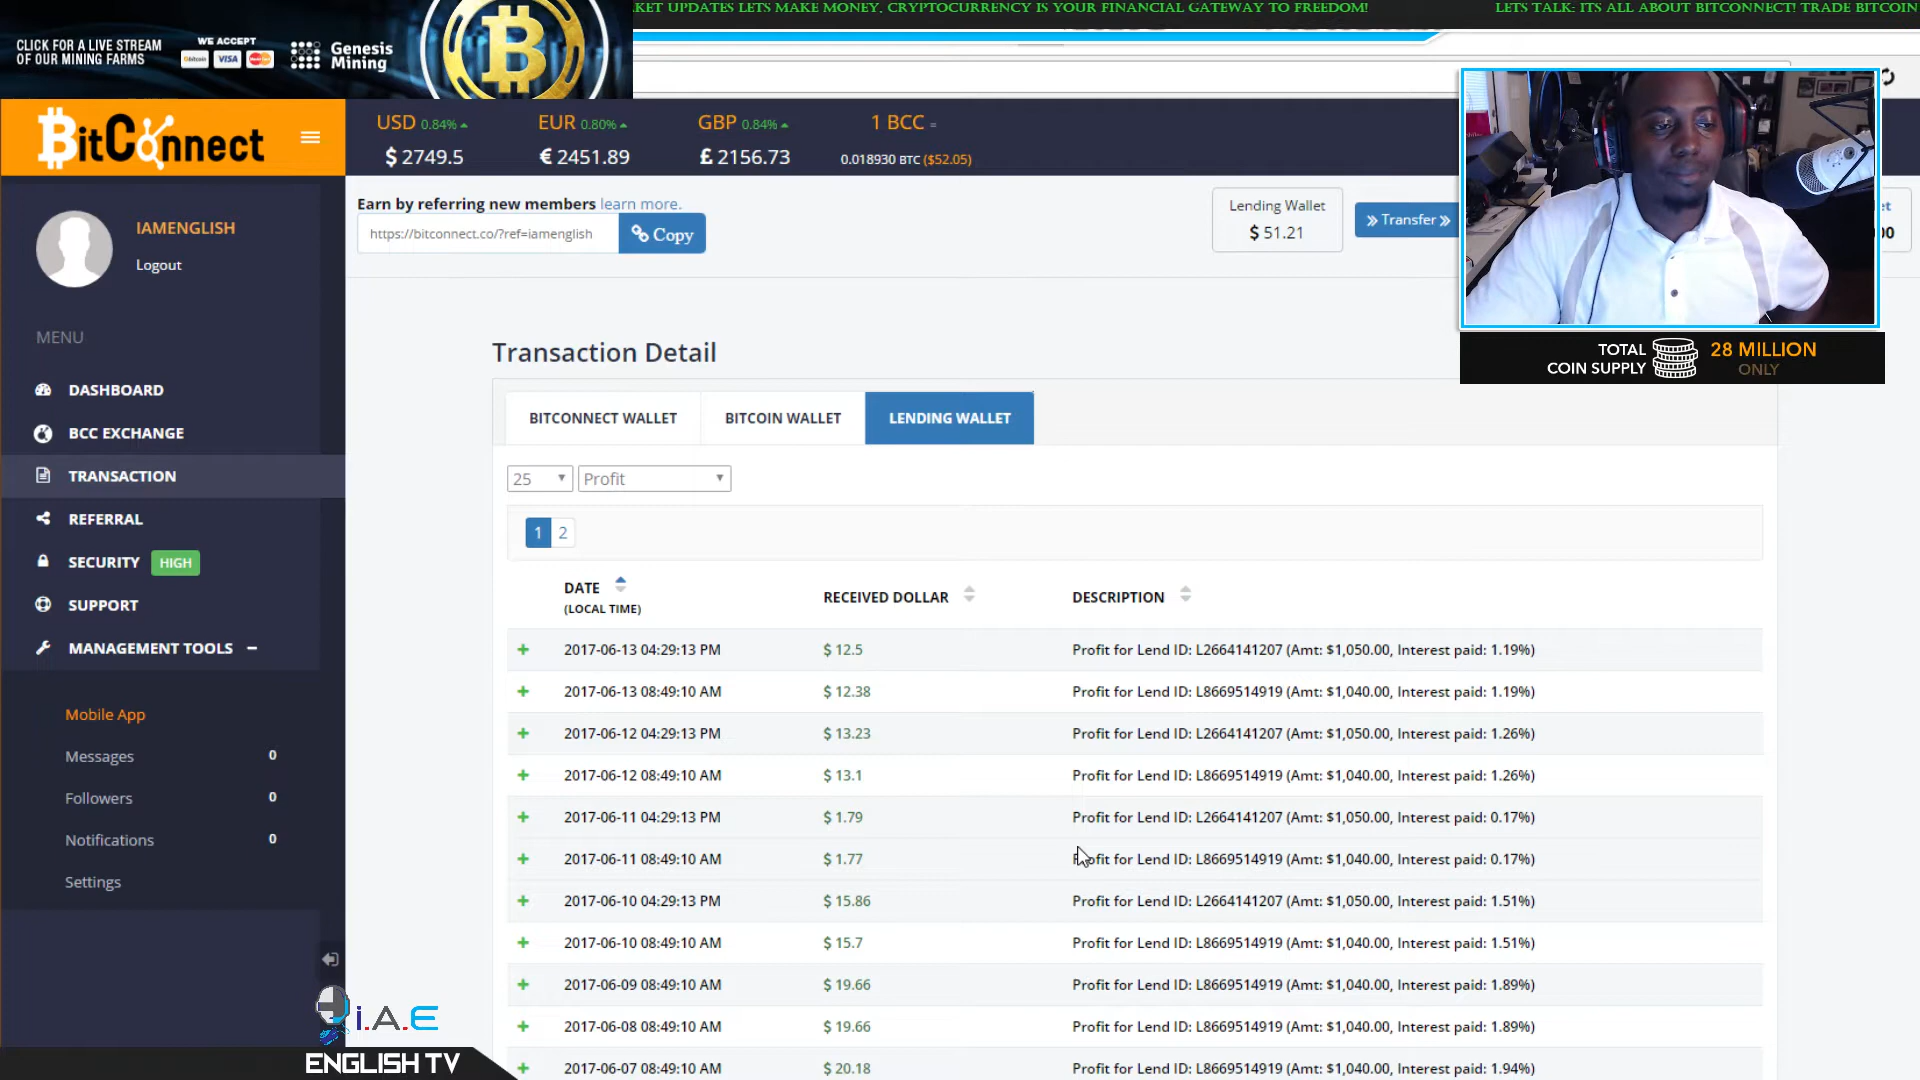 KET UPDATES LETS MAKE MONEY, CRYPTOCURRENCY IS YOUR FINANCIAL GATEWAY TO FREEDOM!
LETS TALK: ITS ALL ABOUT BITCONNECT! TRADE BITCOIN
CLICK FOR A LIVE STREAM
OF OUR MINING FARMS
WE ACCEPT
bitcoin VISA
Genesis
Mining
BitConnect
USD 0.84%
$ 2749.5
EUR 0.80%
€ 2451.89
GBP 0.84%
£ 2156.73
1 BCC =
0.018930 BTC ($52.05)
IAMENGLISH
Logout
Earn by referring new members learn more.
https://bitconnect.co/?ref=iamenglish
Copy
Lending Wallet
$ 51.21
Transfer
et
00
TOTAL
COIN SUPPLY
28 MILLION
ONLY
MENU
DASHBOARD
BCC EXCHANGE
TRANSACTION
REFERRAL
SECURITY HIGH
SUPPORT
MANAGEMENT TOOLS
Mobile App
Messages 0
Followers 0
Notifications 0
Settings
Transaction Detail
BITCONNECT WALLET BITCOIN WALLET LENDING WALLET
25 Profit
1 2
DATE
(LOCAL TIME)
RECEIVED DOLLAR
DESCRIPTION
2017-06-13 04:29:13 PM $ 12.5 Profit for Lend ID: L2664141207 (Amt: $1,050.00, Interest paid: 1.19%)
2017-06-13 08:49:10 AM $ 12.38 Profit for Lend ID: L8669514919 (Amt: $1,040.00, Interest paid: 1.19%)
2017-06-12 04:29:13 PM $ 13.23 Profit for Lend ID: L2664141207 (Amt: $1,050.00, Interest paid: 1.26%)
2017-06-12 08:49:10 AM $ 13.1 Profit for Lend ID: L8669514919 (Amt: $1,040.00, Interest paid: 1.26%)
2017-06-11 04:29:13 PM $ 1.79 Profit for Lend ID: L2664141207 (Amt: $1,050.00, Interest paid: 0.17%)
2017-06-11 08:49:10 AM $ 1.77 Profit for Lend ID: L8669514919 (Amt: $1,040.00, Interest paid: 0.17%)
2017-06-10 04:29:13 PM $ 15.86 Profit for Lend ID: L2664141207 (Amt: $1,050.00, Interest paid: 1.51%)
2017-06-10 08:49:10 AM $ 15.7 Profit for Lend ID: L8669514919 (Amt: $1,040.00, Interest paid: 1.51%)
2017-06-09 08:49:10 AM $ 19.66 Profit for Lend ID: L8669514919 (Amt: $1,040.00, Interest paid: 1.89%)
2017-06-08 08:49:10 AM $ 19.66 Profit for Lend ID: L8669514919 (Amt: $1,040.00, Interest paid: 1.89%)
2017-06-07 08:49:10 AM $ 20.18 Profit for Lend ID: L8669514919 (Amt: $1,040.00, Interest paid: 1.94%)
i.A.E
ENGLISH TV